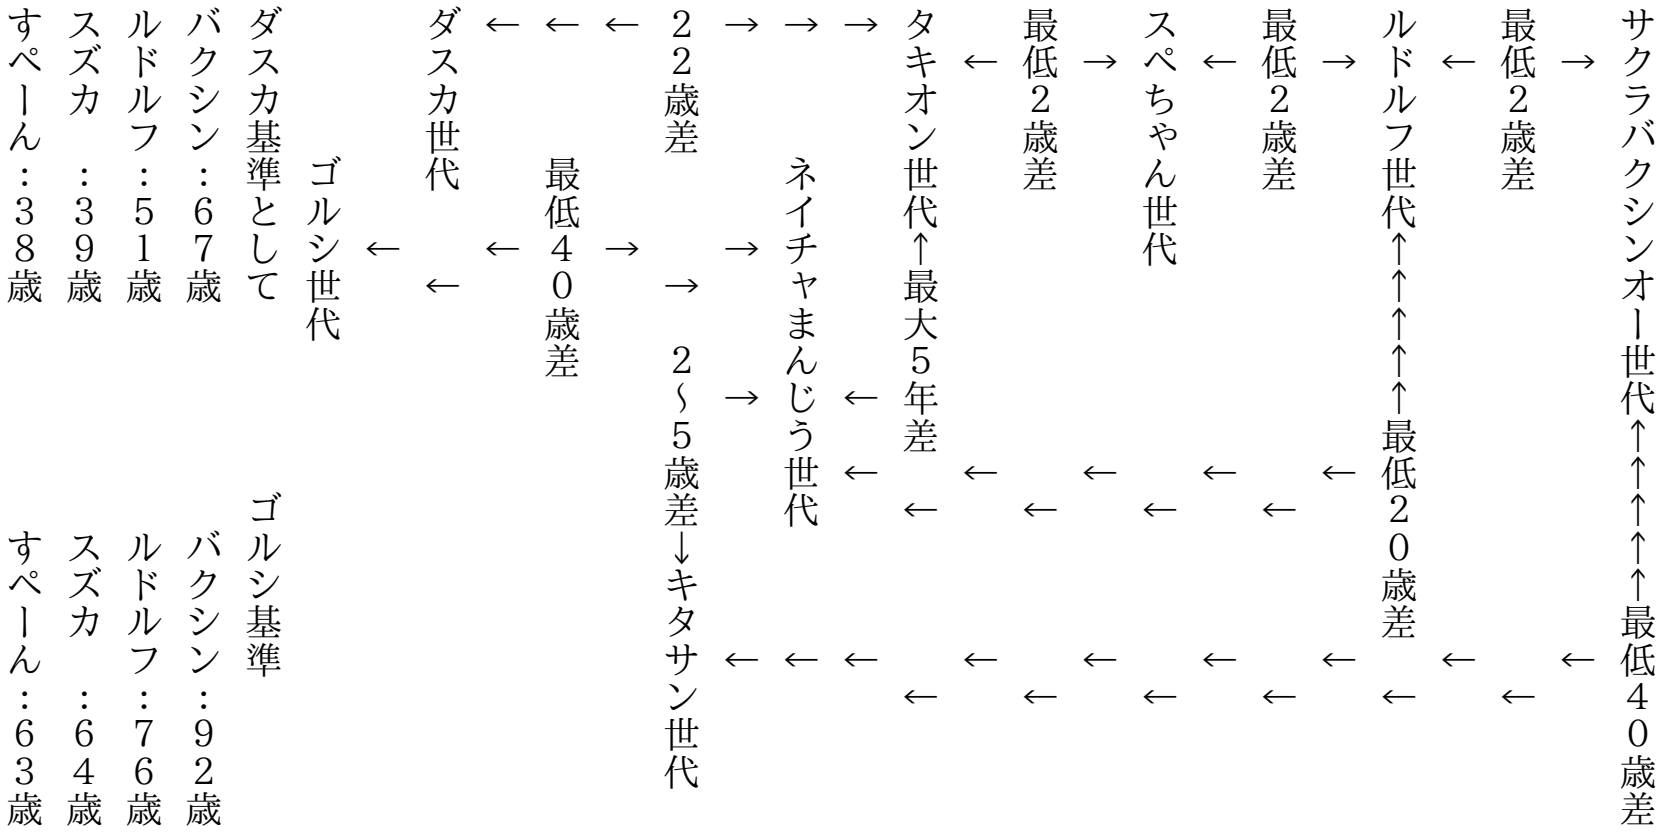 サクラバクシンオー世代↑↑↑↑↑最低40歳差
→　←
最低2歳差　←
←　←
ルドルフ世代↑↑↑↑↑最低20歳差　←
→　←　←
最低2歳差　←　←
←　←　←
スペちゃん世代　←　←
→　←　←
最低2歳差　←　←
←　←　←
タキオン世代↑最大5年差　←　←
→　←　←　←
→　ネイチャまんじう世代　←
→　→　→　←
22歳差　→　2〜5歳差↓キタサン世代
←　→
←　最低40歳差
←　←
ダスカ世代　←
←
ゴルシ世代
ダスカ基準として　ゴルシ基準
バクシン：67歳　バクシン：92歳
ルドルフ：51歳　ルドルフ：76歳
スズカ　：39歳　スズカ　：64歳
すぺーん：38歳　すぺーん：63歳